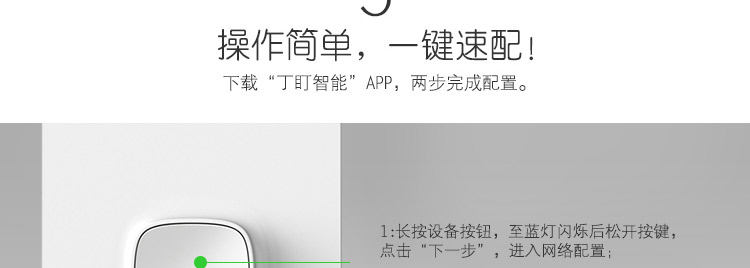 操作简单，一键速配！
下载“丁盯智能”APP，两步完成配置。
1:长按设备按钮，至蓝灯闪烁后松开按键，
点击“下一步”，进入网络配置；